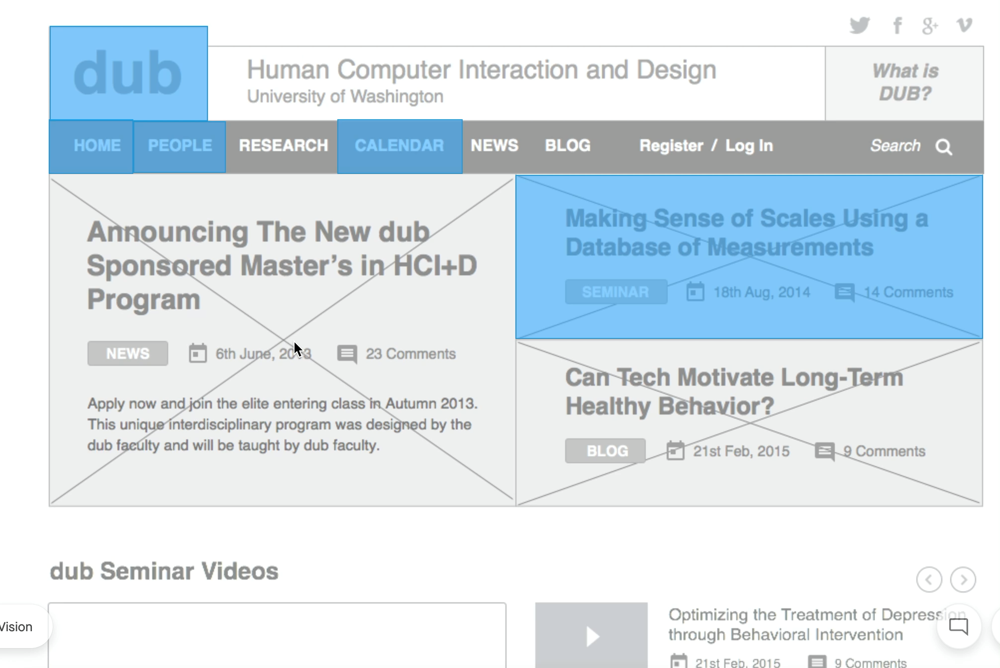 dub
Human Computer Interaction and Design
University of Washington
What is
DUB?
HOME PEOPLE RESEARCH CALENDAR NEWS BLOG Register / Log In Search
Announcing The New dub
Sponsored Master’s in HCI+D
Program
NEWS 6th June, 2013 23 Comments
Apply now and join the elite entering class in Autumn 2013.
This unique interdisciplinary program was designed by the
dub faculty and will be taught by dub faculty.
Making Sense of Scales Using a
Database of Measurements
SEMINAR 18th Aug, 2014 14 Comments
Can Tech Motivate Long-Term
Healthy Behavior?
BLOG 21st Feb, 2015 9 Comments
dub Seminar Videos
Vision
Optimizing the Treatment of Depression
through Behavioral Intervention
21st Feb, 2015 9 Comments